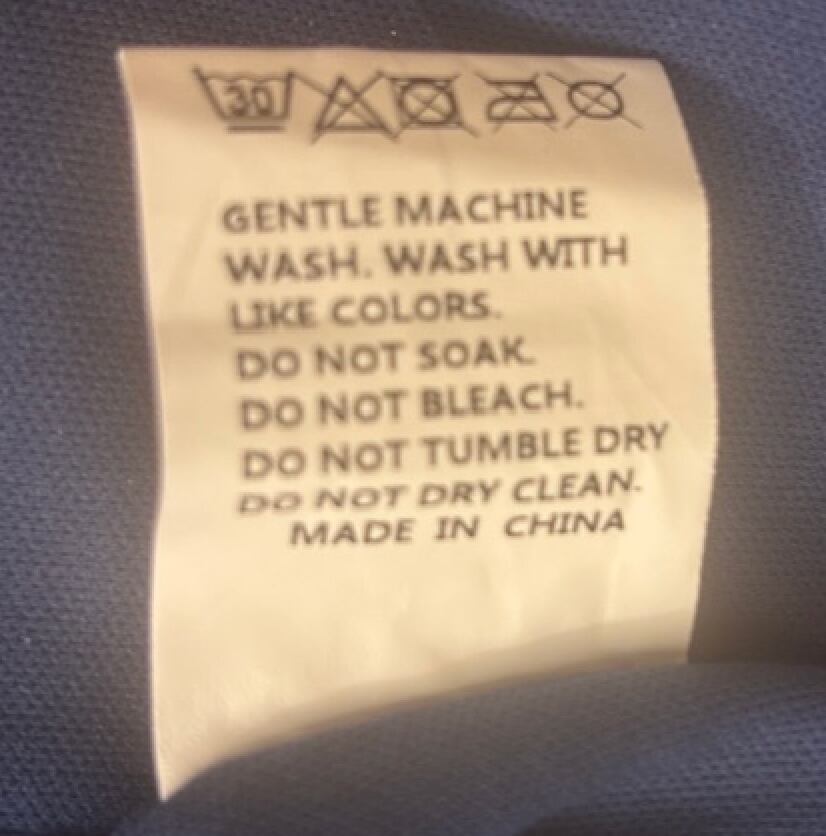 30
GENTLE MACHINE
WASH. WASH WITH
LIKE COLORS.
DO NOT SOAK.
DO NOT BLEACH.
DO NOT TUMBLE DRY
DO NOT DRY CLEAN.
MADE IN CHINA